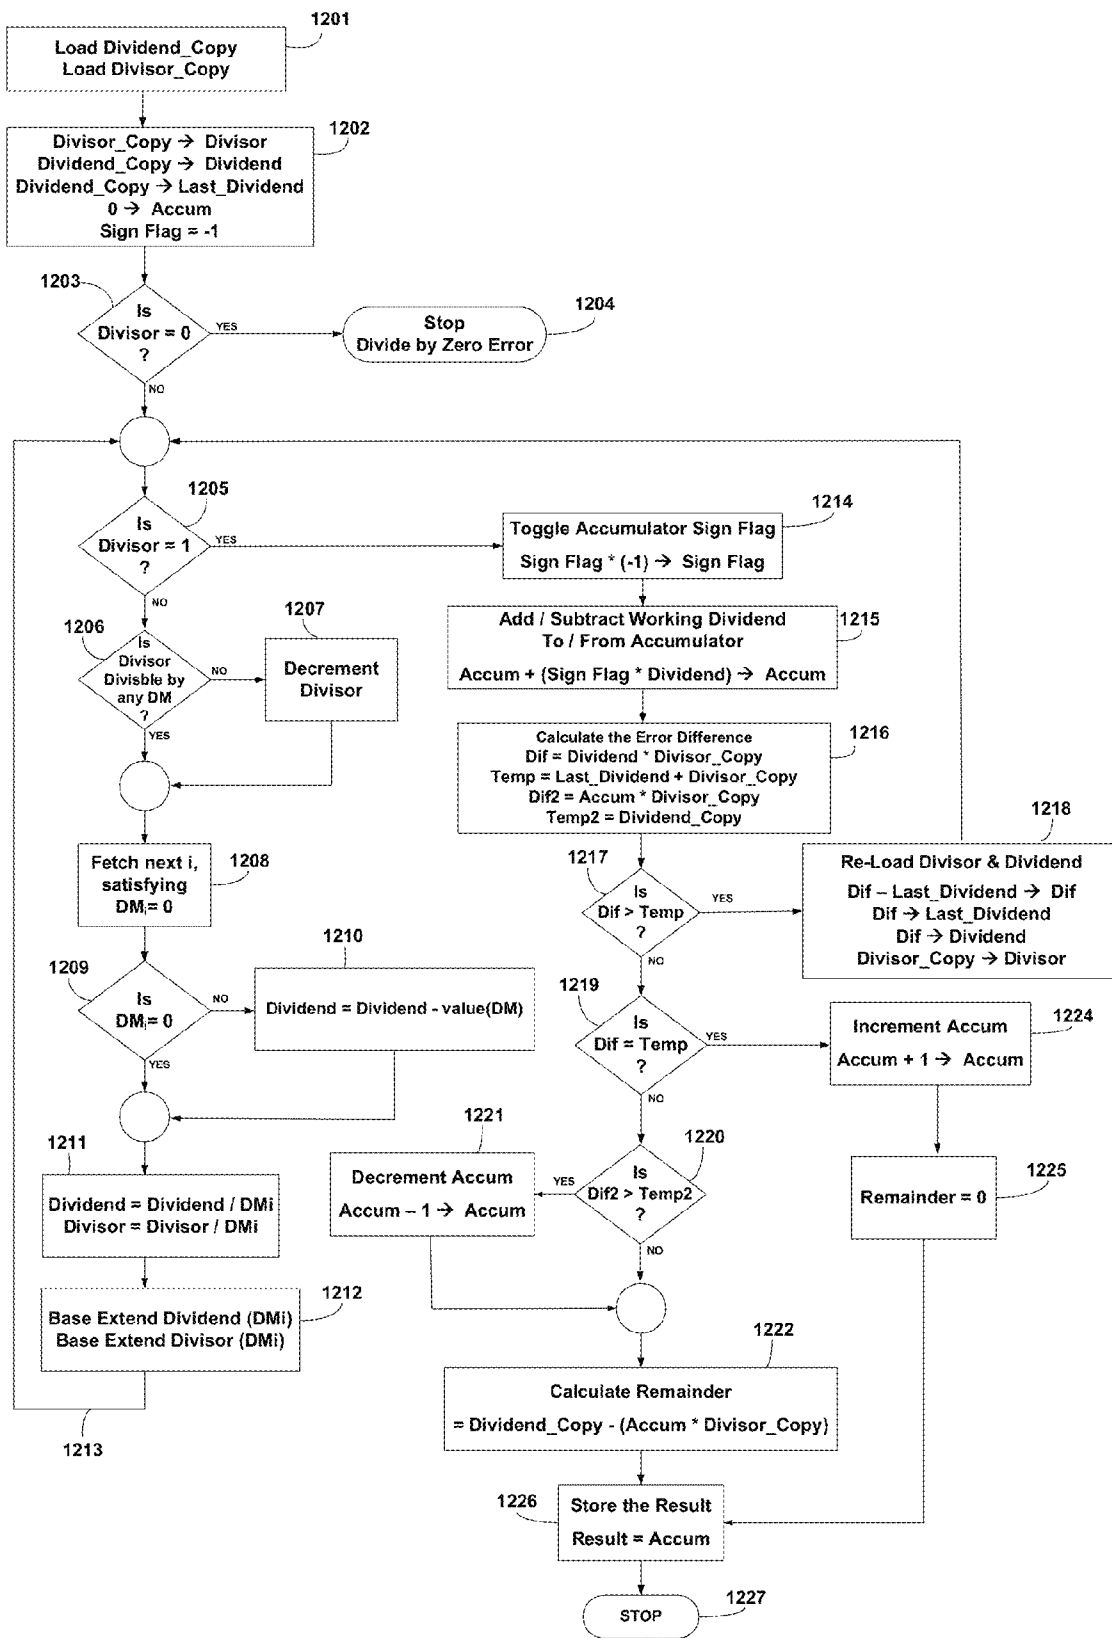 1201
Load Dividend_Copy
Load Divisor_Copy
1202
Divisor_Copy → Divisor
Dividend_Copy → Dividend
Dividend_Copy → Last_Dividend
0 → Accum
Sign Flag = -1
1203
Is
Divisor = 0
?
YES
NO
1204
Stop
Divide by Zero Error
1205
Is
Divisor = 1
?
YES
NO
1214
Toggle Accumulator Sign Flag
Sign Flag * (-1) → Sign Flag
1206
Is
Divisor
Divisble by
any DM
?
NO
YES
1207
Decrement
Divisor
1215
Add / Subtract Working Dividend
To / From Accumulator
Accum + (Sign Flag * Dividend) → Accum
1216
Calculate the Error Difference
Dif = Dividend * Divisor_Copy
Temp = Last_Dividend + Divisor_Copy
Dif2 = Accum * Divisor_Copy
Temp2 = Dividend_Copy
1208
Fetch next i,
satisfying
DMi= 0
1217
Is
Dif > Temp
?
YES
NO
1218
Re-Load Divisor & Dividend
Dif – Last_Dividend → Dif
Dif → Last_Dividend
Dif → Dividend
Divisor_Copy → Divisor
1209
Is
DMi= 0
NO
YES
1210
Dividend = Dividend - value(DM)
1219
Is
Dif = Temp
?
YES
NO
1224
Increment Accum
Accum + 1 → Accum
1211
Dividend = Dividend / DMi
Divisor = Divisor / DMi
1221
Decrement Accum
Accum – 1 → Accum
1220
Is
Dif2 > Temp2
?
YES
NO
1225
Remainder = 0
1212
Base Extend Dividend (DMi)
Base Extend Divisor (DMi)
1213
1222
Calculate Remainder
= Dividend_Copy - (Accum * Divisor_Copy)
1226
Store the Result
Result = Accum
STOP
1227